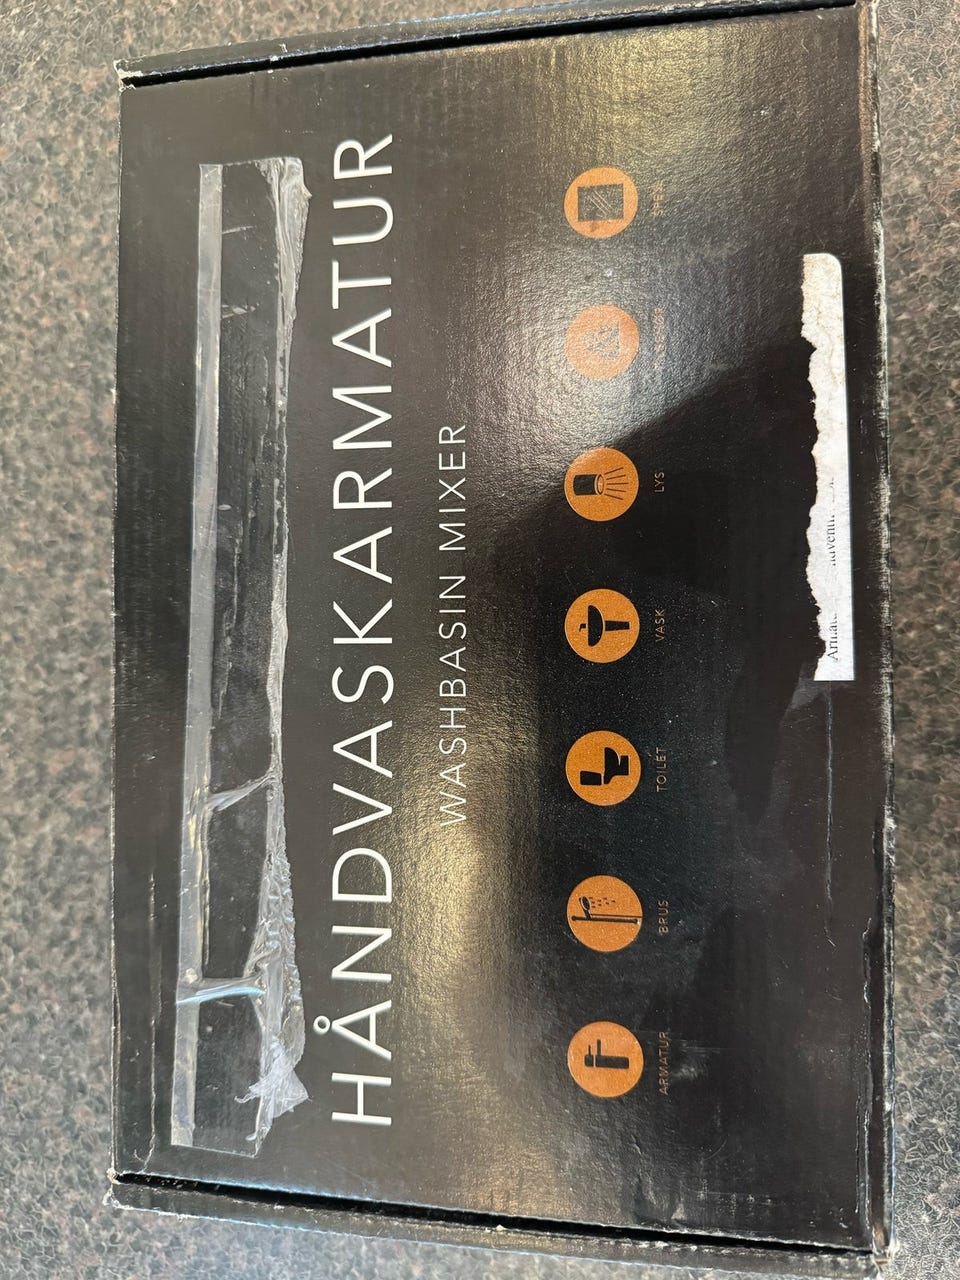 HÅNDVASKARMATUR
WASHBASIN MIXER
ARMATUR BRUS TOILET VASK LYS